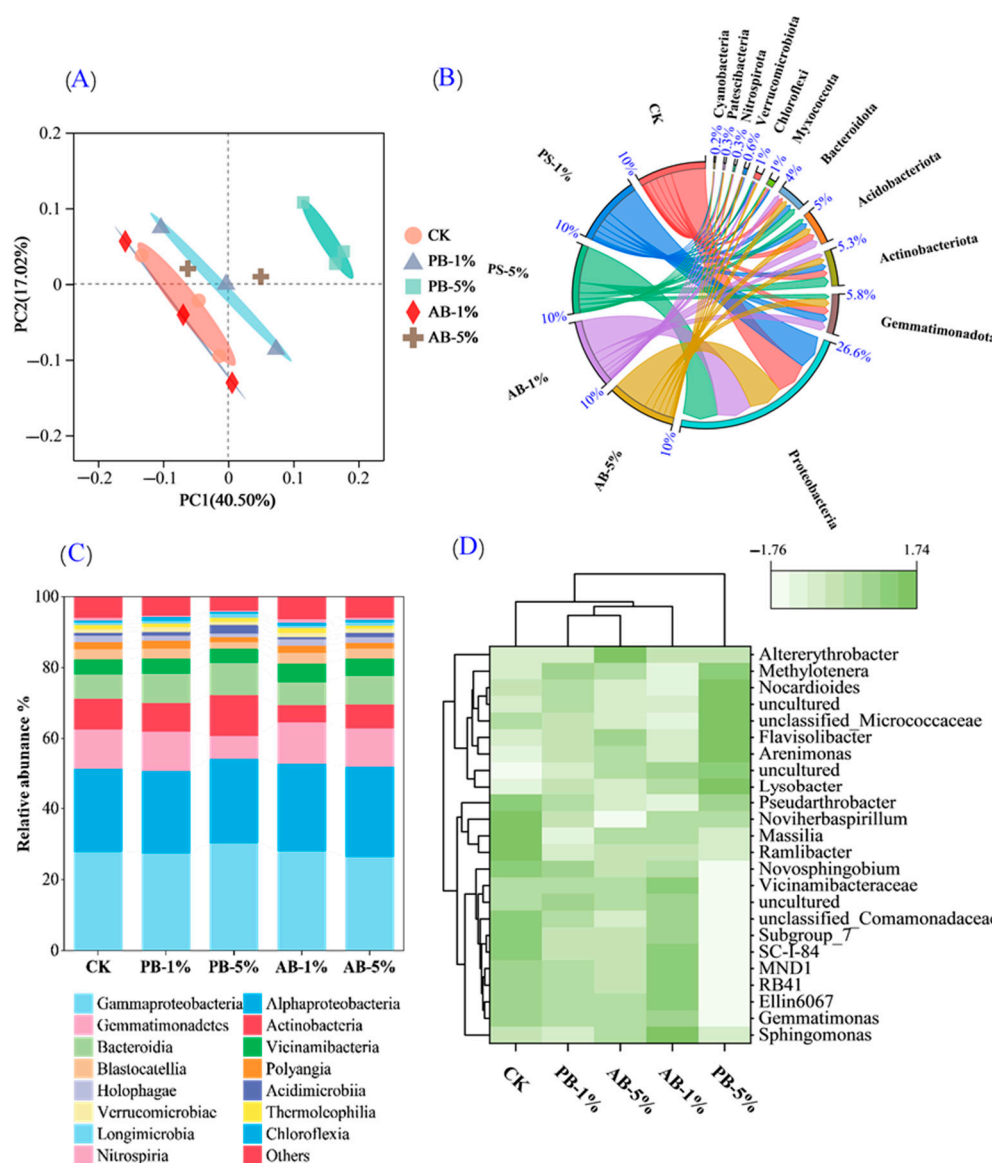 (A)
0.2
0.1
0
−0.1
−0.2
PC2(17.02%)
−0.2
−0.1
0
0.1
0.2
PC1(40.50%)
CK
PB-1%
PB-5%
AB-1%
AB-5%
(B)
CK
PS-1%
PS-5%
AB-1%
AB-5%
10%
10%
10%
10%
10%
Cyanobacteria
Patescibacteria
Nitrospirota
Verrucomicrobiota
Chloroflexi
Myxococcota
Bacteroidota
Acidobacteriota
Actinobacteriota
Gemmatimonadota
Proteobacteria
0.2%
0.3%
0.3%
0.6%
1%
1%
4%
5%
5.3%
5.8%
26.6%
(C)
Relative abunance %
100
80
60
40
20
0
CK PB-1% PB-5% AB-1% AB-5%
Gammaproteobacteria Alphaproteobacteria
Gemmatimonadetcs Actinobacteria
Bacteroidia Vicinamibacteria
Blastocatellia Polyangia
Holophagae Acidimicrobiia
Verrucomicrobiac Thermolcophilia
Longimicrobia Chloroflexia
Nitrospiria Others
(D)
−1.76 1.74
Altererythrobacter
Methylotenera
Nocardioides
uncultured
unclassified_Micrococcaceae
Flavisolibacter
Arenimonas
uncultured
Lysobacter
Pseudarthrobacter
Noviherbaspirillum
Massilia
Ramlibacter
Novosphingobium
Vicinamibacteraceae
uncultured
unclassified_Comamonadaceae
Subgroup_7
SC-I-84
MND1
RB41
Ellin6067
Gemmatimonas
Sphingomonas
CK PB-1% AB-5% AB-1% PB-5%